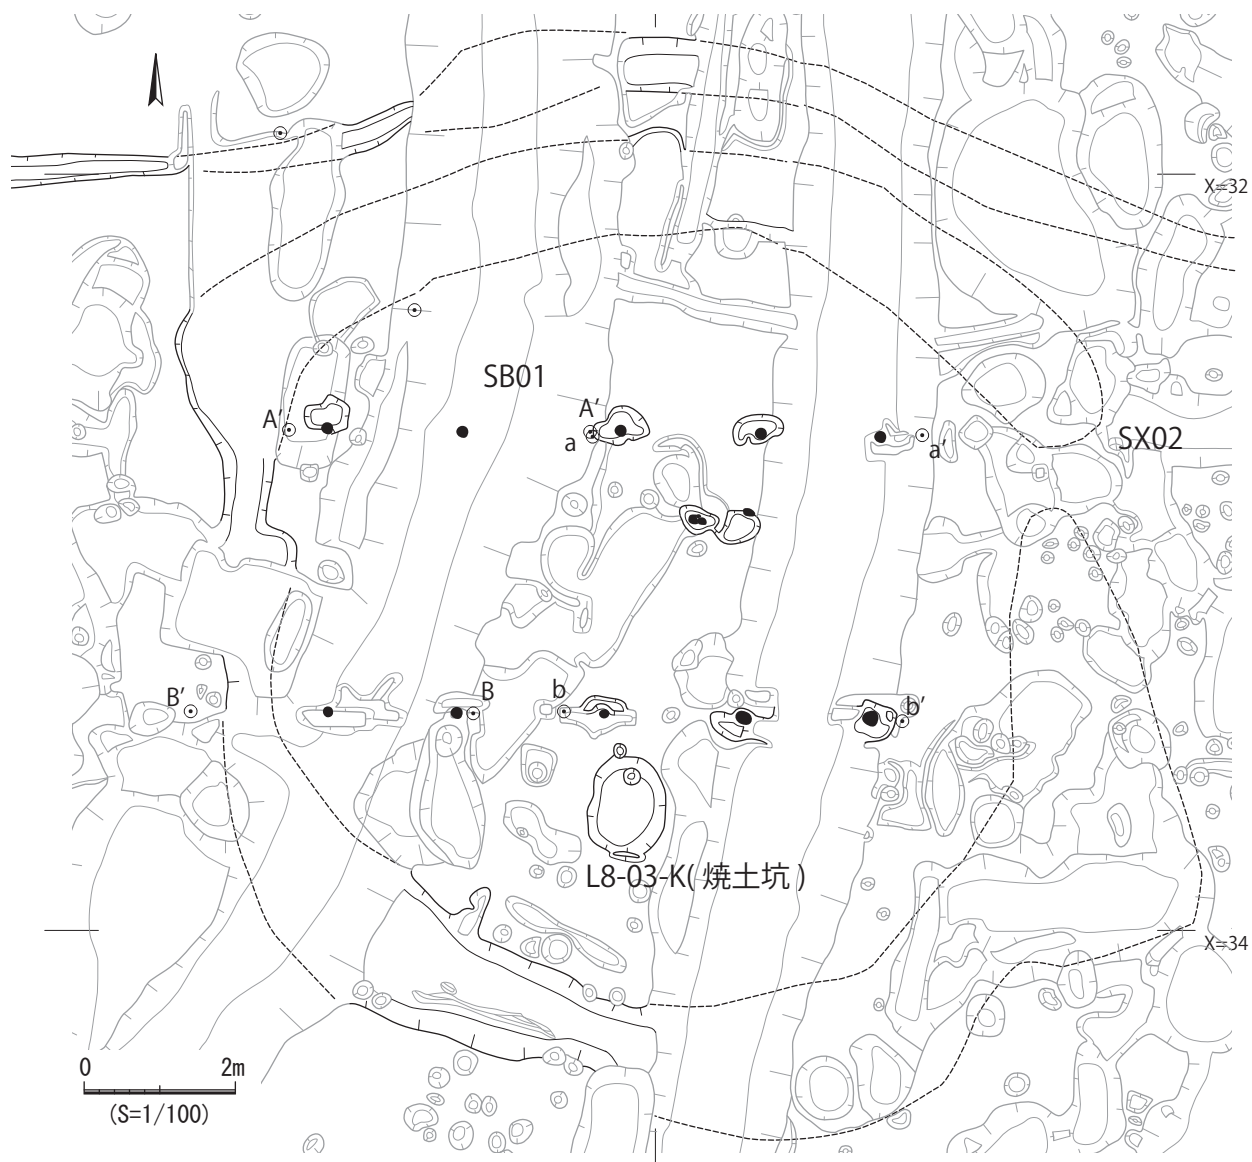 X=32
SB01
A′
A′
a
a′
SX02
B′
B
b
b′
L8-03-K( 焼土坑 )
X=34
0 2m
(S=1/100)